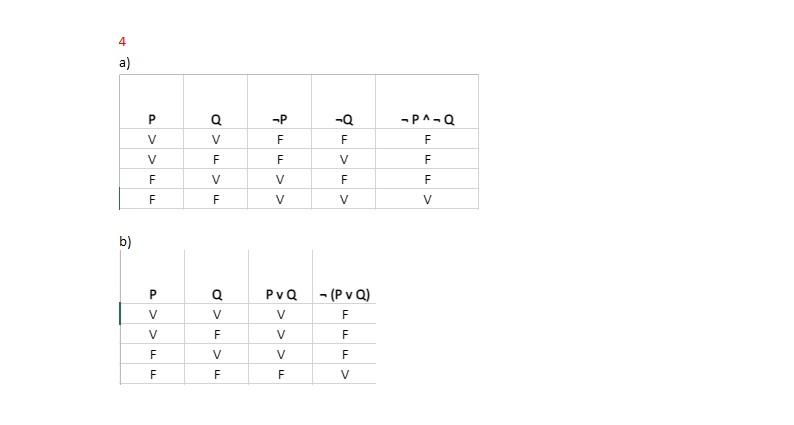 4
a)
P Q ¬P ¬Q ¬ P ^ ¬ Q
V V F F F
V F F V F
F V V F F
F F V V V
b)
P Q P v Q ¬ (P v Q)
V V V F
V F V F
F V V F
F F F V